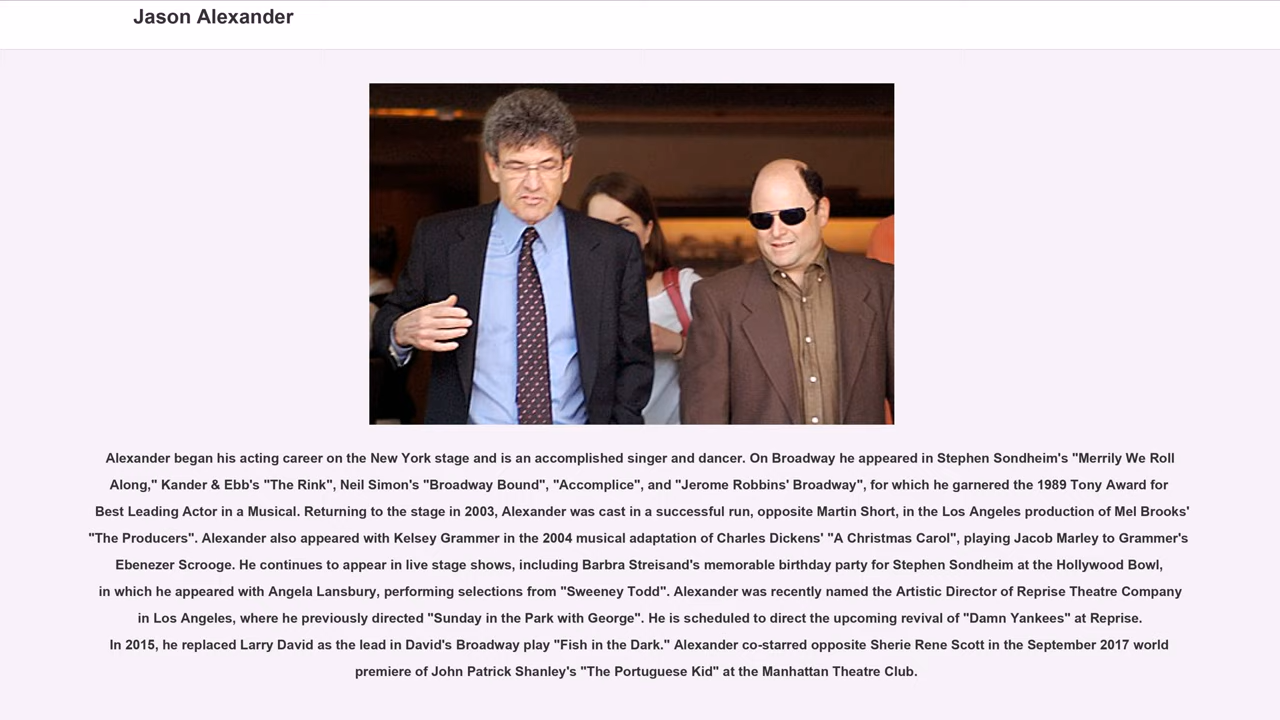 Jason Alexander
Alexander began his acting career on the New York stage and is an accomplished singer and dancer. On Broadway he appeared in Stephen Sondheim's "Merrily We Roll
Along," Kander & Ebb's "The Rink", Neil Simon's "Broadway Bound", "Accomplice", and "Jerome Robbins' Broadway", for which he garnered the 1989 Tony Award for
Best Leading Actor in a Musical. Returning to the stage in 2003, Alexander was cast in a successful run, opposite Martin Short, in the Los Angeles production of Mel Brooks'
"The Producers". Alexander also appeared with Kelsey Grammer in the 2004 musical adaptation of Charles Dickens' "A Christmas Carol", playing Jacob Marley to Grammer's
Ebenezer Scrooge. He continues to appear in live stage shows, including Barbra Streisand's memorable birthday party for Stephen Sondheim at the Hollywood Bowl,
in which he appeared with Angela Lansbury, performing selections from "Sweeney Todd". Alexander was recently named the Artistic Director of Reprise Theatre Company
in Los Angeles, where he previously directed "Sunday in the Park with George". He is scheduled to direct the upcoming revival of "Damn Yankees" at Reprise.
In 2015, he replaced Larry David as the lead in David's Broadway play "Fish in the Dark." Alexander co-starred opposite Sherie Rene Scott in the September 2017 world
premiere of John Patrick Shanley's "The Portuguese Kid" at the Manhattan Theatre Club.